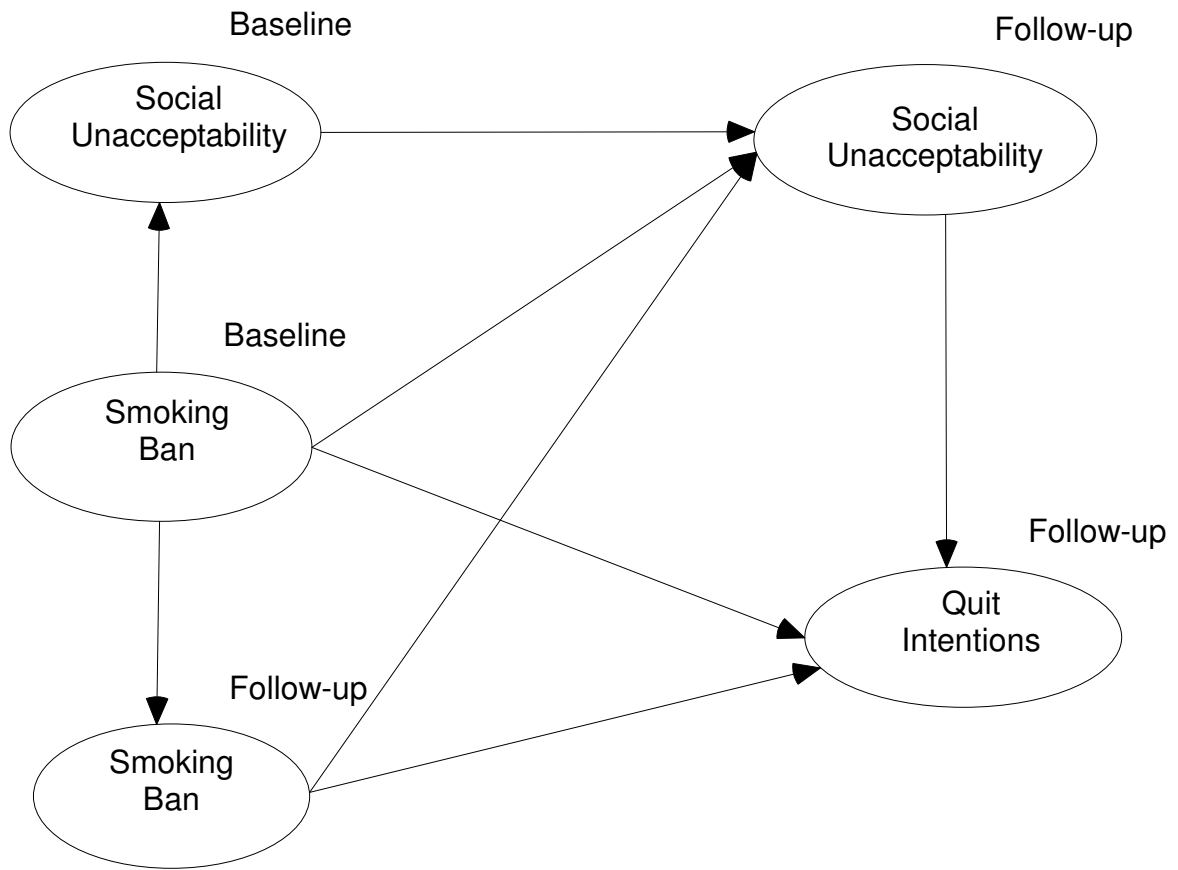 Baseline
Follow-up
Social
Unacceptability
Social
Unacceptability
Baseline
Smoking
Ban
Follow-up
Quit
Intentions
Follow-up
Smoking
Ban